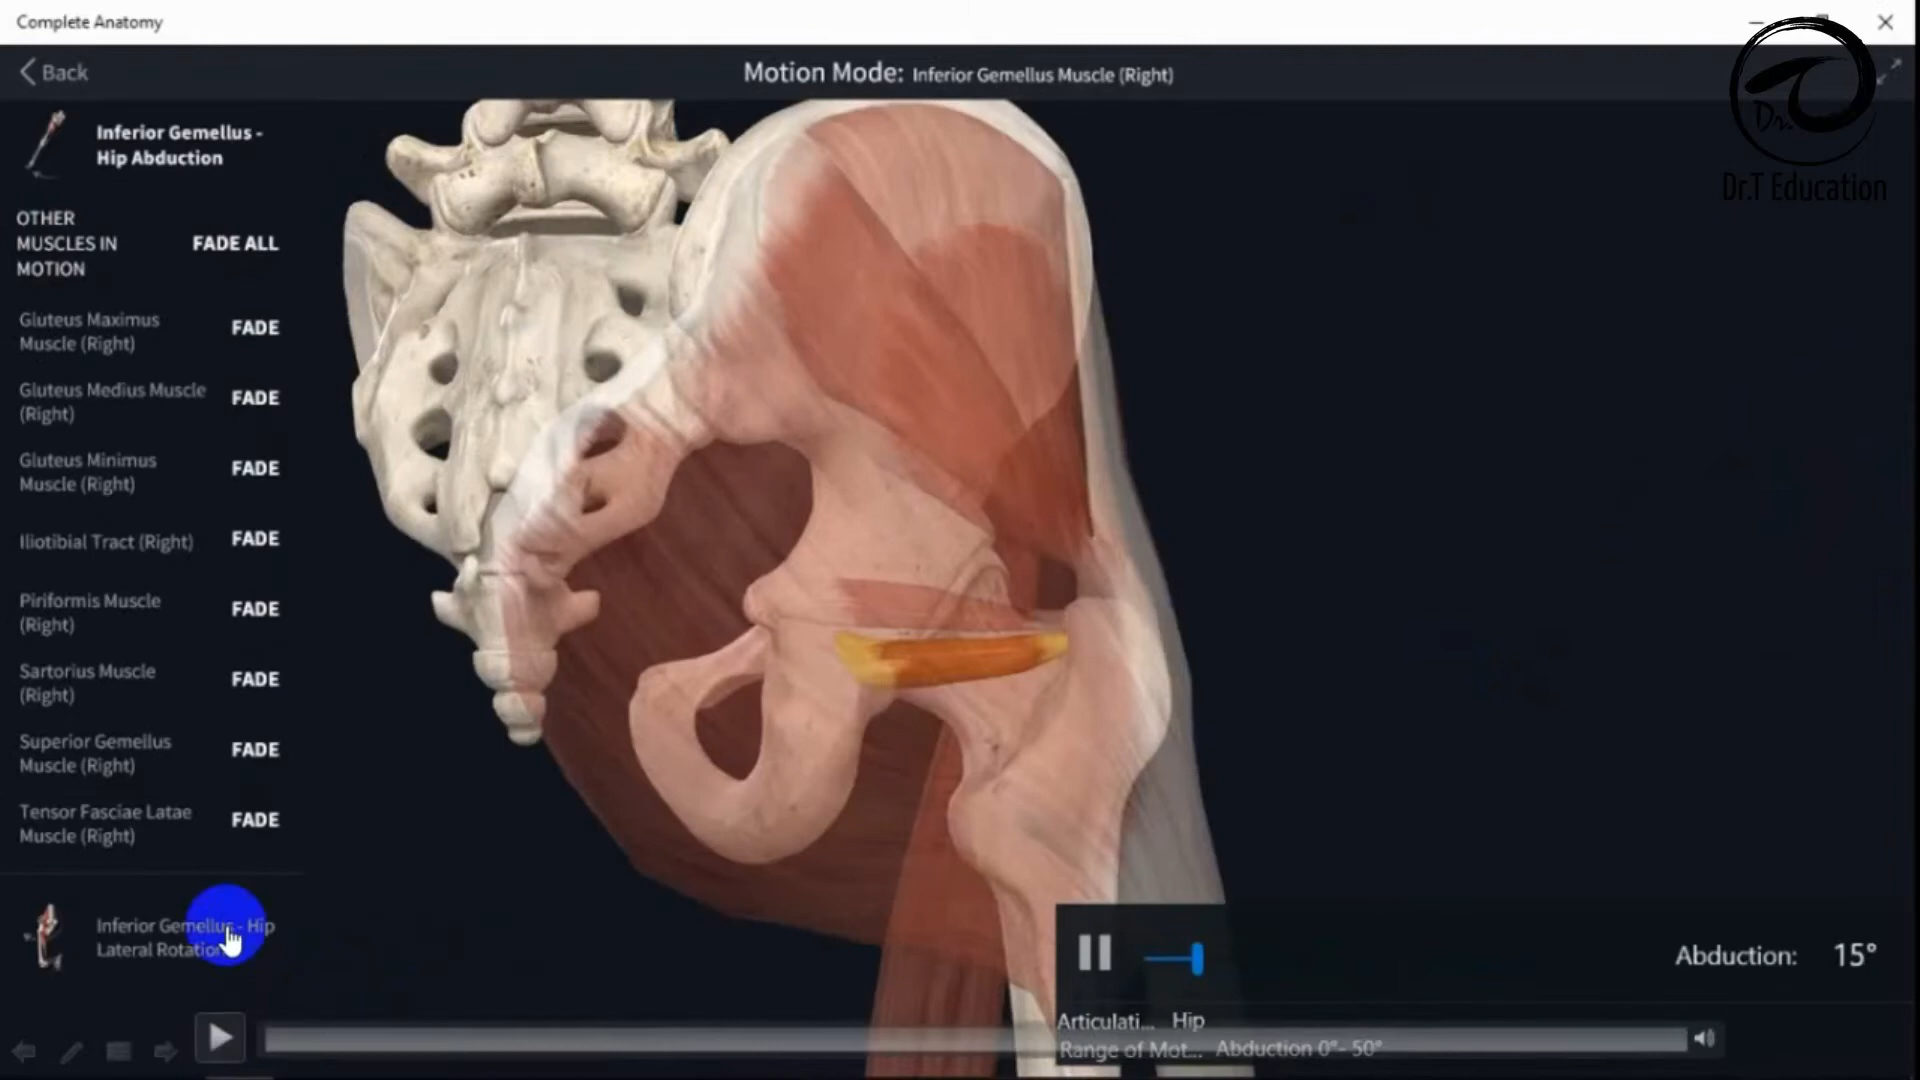 Complete Anatomy
Back
Motion Mode: Inferior Gemellus Muscle (Right)
Dr.
Dr.T Education
Inferior Gemellus -
Hip Abduction
OTHER
MUSCLES IN
MOTION
FADE ALL
Gluteus Maximus
Muscle (Right)
FADE
Gluteus Medius Muscle
(Right)
FADE
Gluteus Minimus
Muscle (Right)
FADE
Iliotibial Tract (Right)
FADE
Piriformis Muscle
(Right)
FADE
Sartorius Muscle
(Right)
FADE
Superior Gemellus
Muscle (Right)
FADE
Tensor Fasciae Latae
Muscle (Right)
FADE
Inferior Gemellus - Hip
Lateral Rotation
Abduction: 15°
Articulati... Hip
Range of Mot... Abduction 0°- 50°